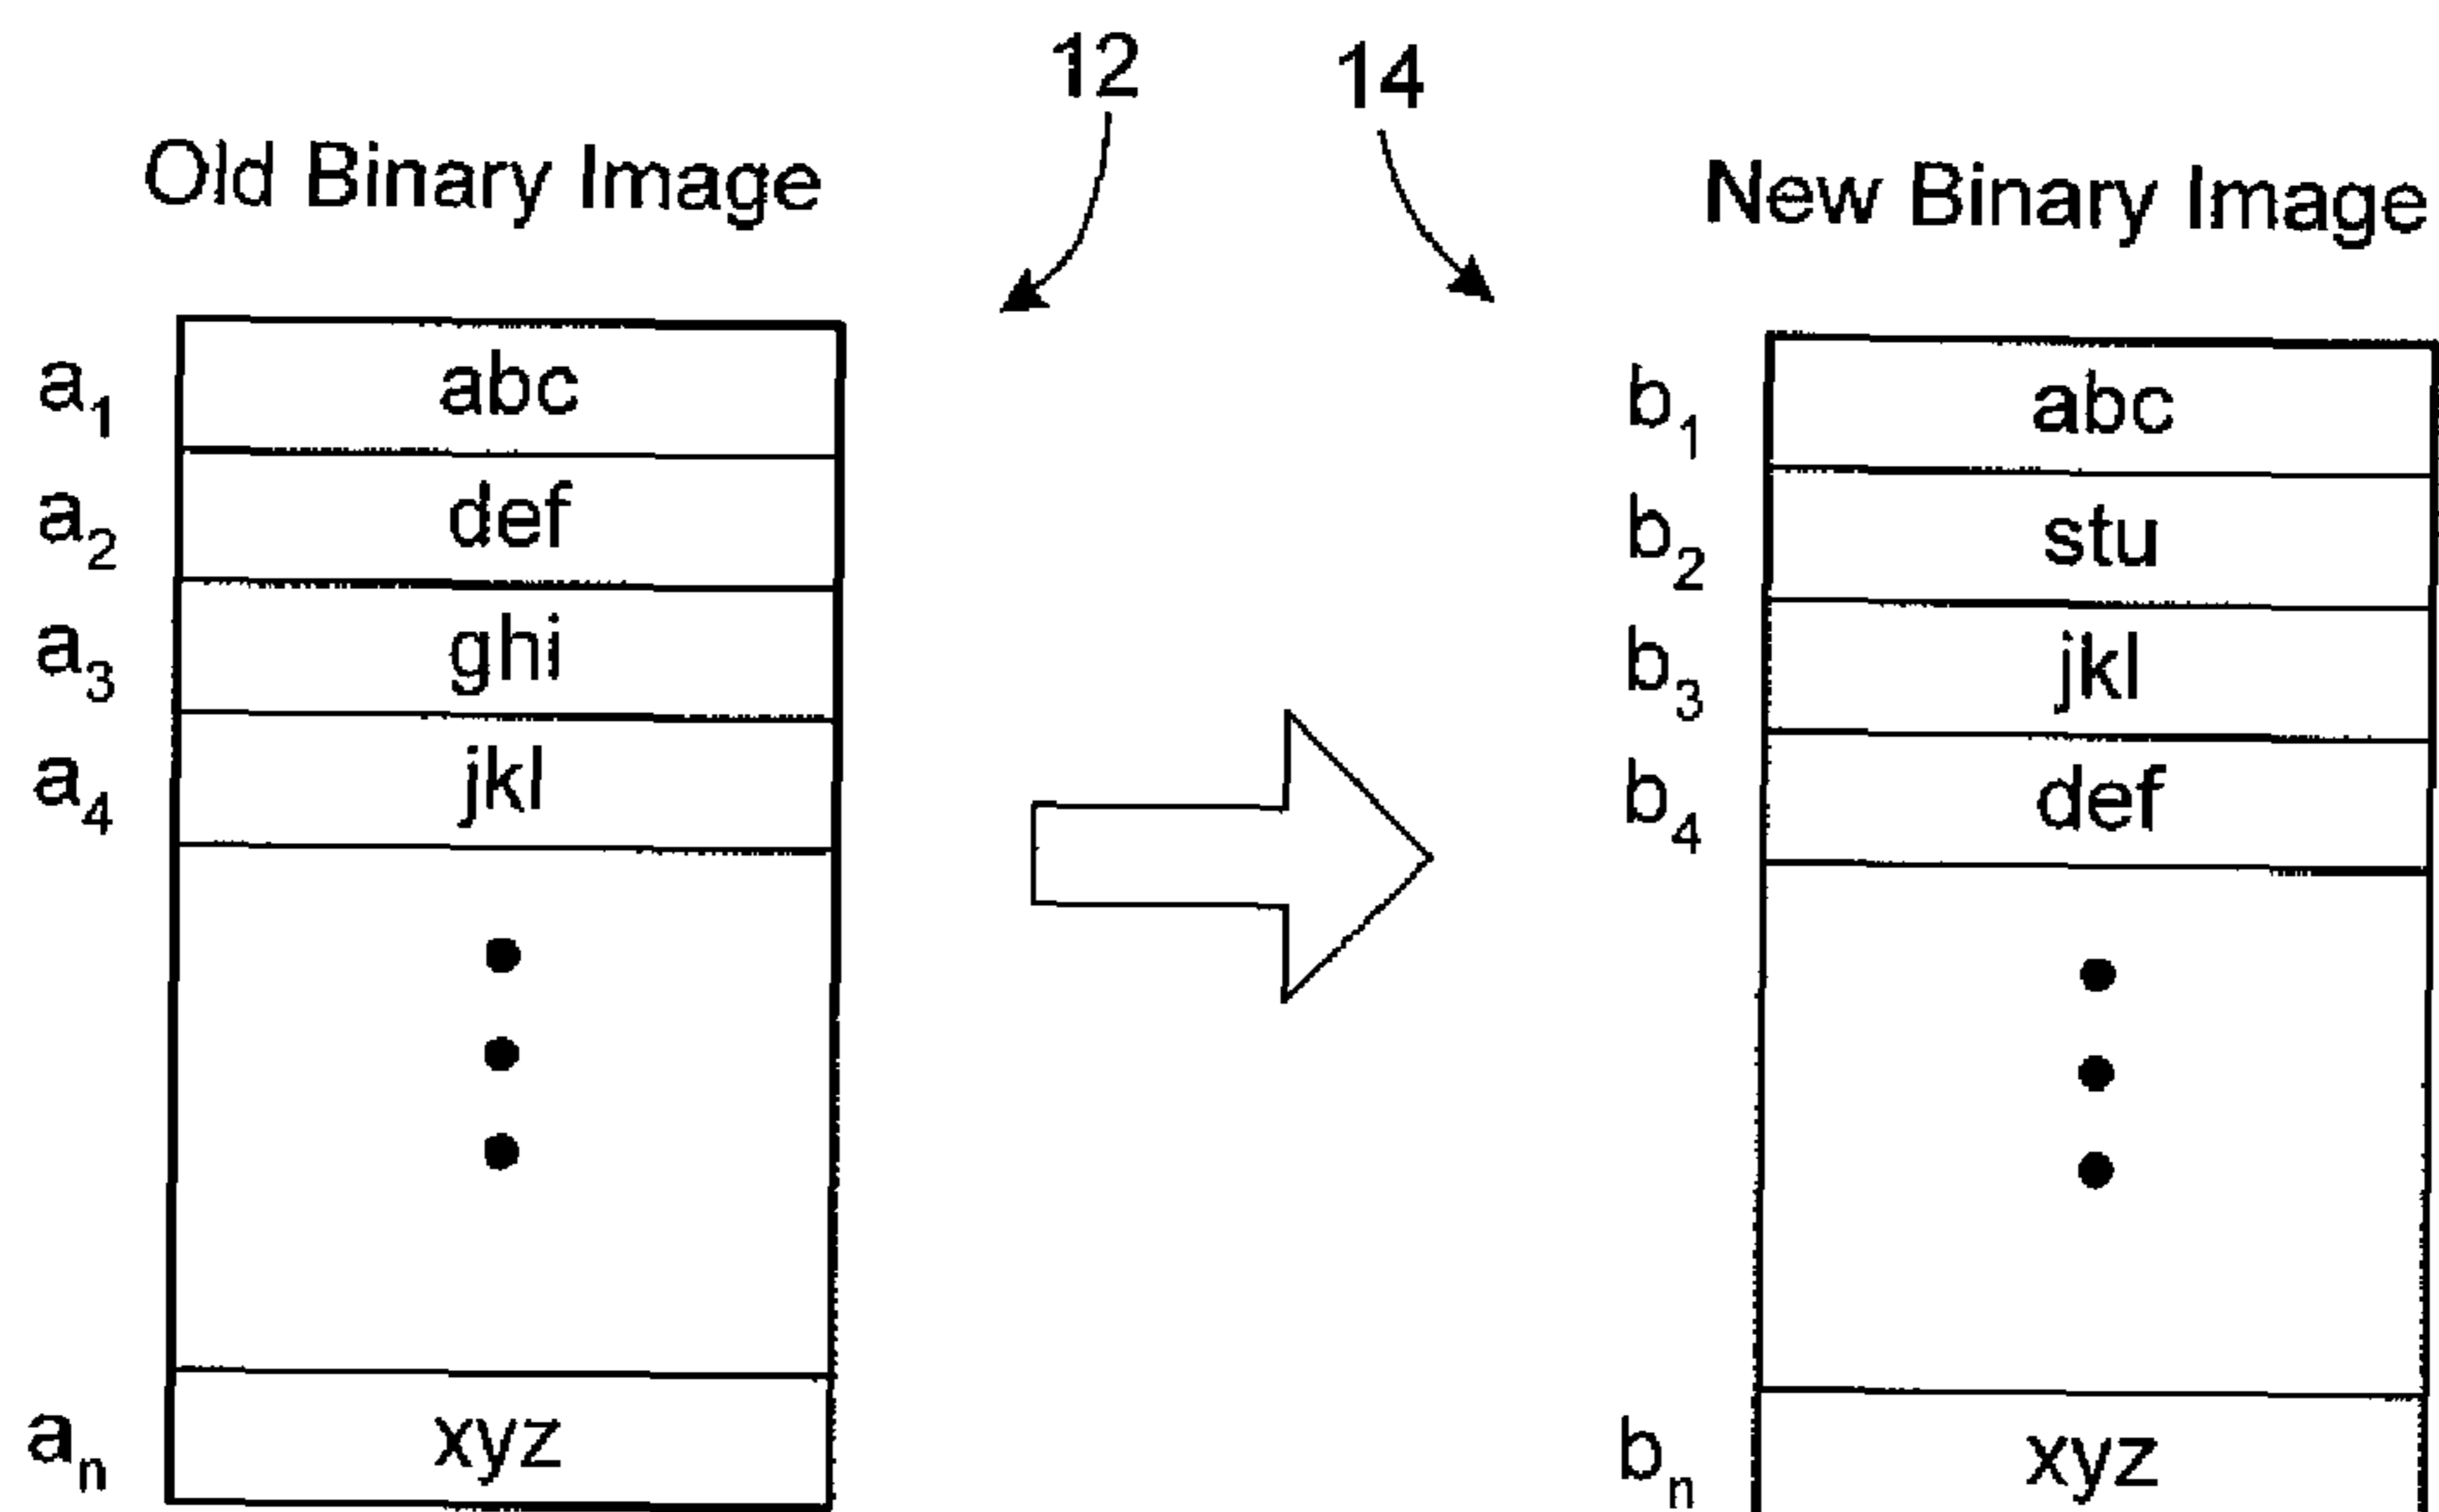 12 14
Old Binary Image New Binary Image
a1 abc b1 abc
a2 def b2 stu
a3 ghi b3 jkl
a4 jkl b4 def
an xyz bn xyz